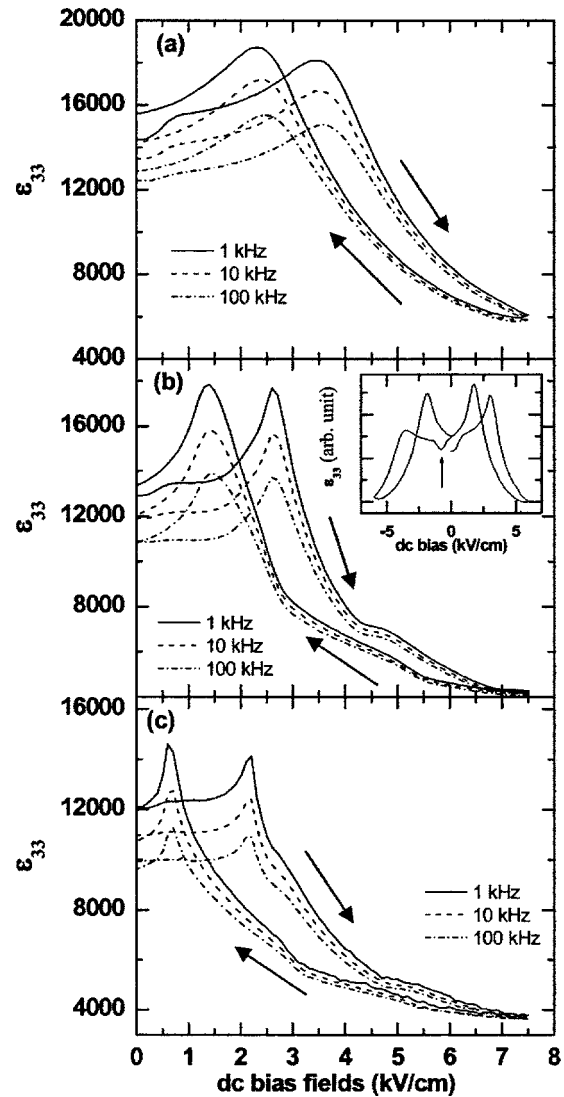 (a)
20000
16000
12000
8000
4000
ε33
1 kHz
10 kHz
100 kHz
(b)
16000
12000
8000
ε33
1 kHz
10 kHz
100 kHz
ε33 (arb. unit)
-5 0 5
dc bias (kV/cm)
(c)
16000
12000
8000
4000
ε33
1 kHz
10 kHz
100 kHz
0 1 2 3 4 5 6 7 8
dc bias fields (kV/cm)